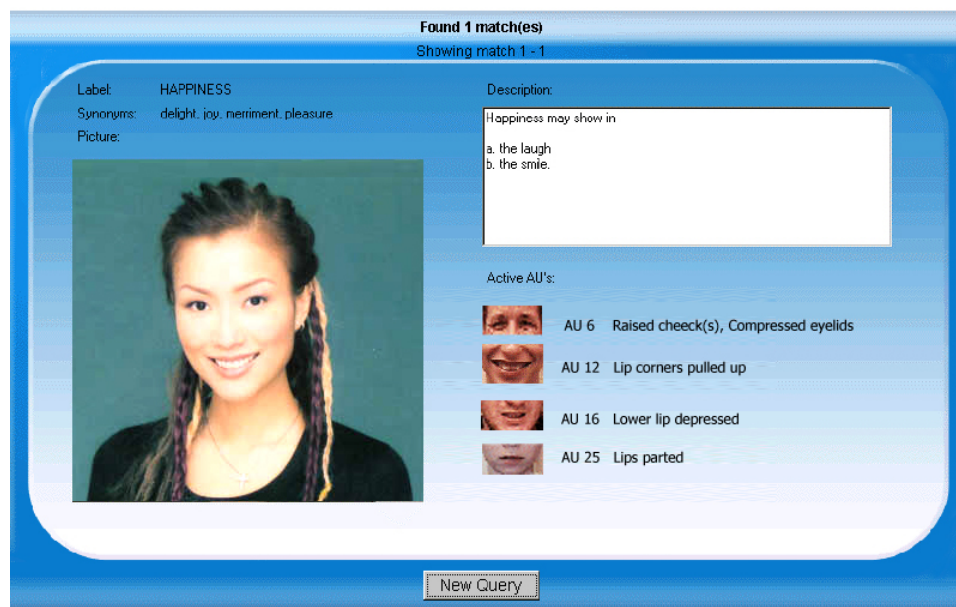 Found 1 match(es)
Showing match 1 - 1
Label: HAPPINESS
Synonyms: delight, joy, merriment, pleasure
Picture:
Description:
Happiness may show in
a. the laugh
b. the smile.
Active AU's:
AU 6 Raised cheeck(s), Compressed eyelids
AU 12 Lip corners pulled up
AU 16 Lower lip depressed
AU 25 Lips parted
New Query